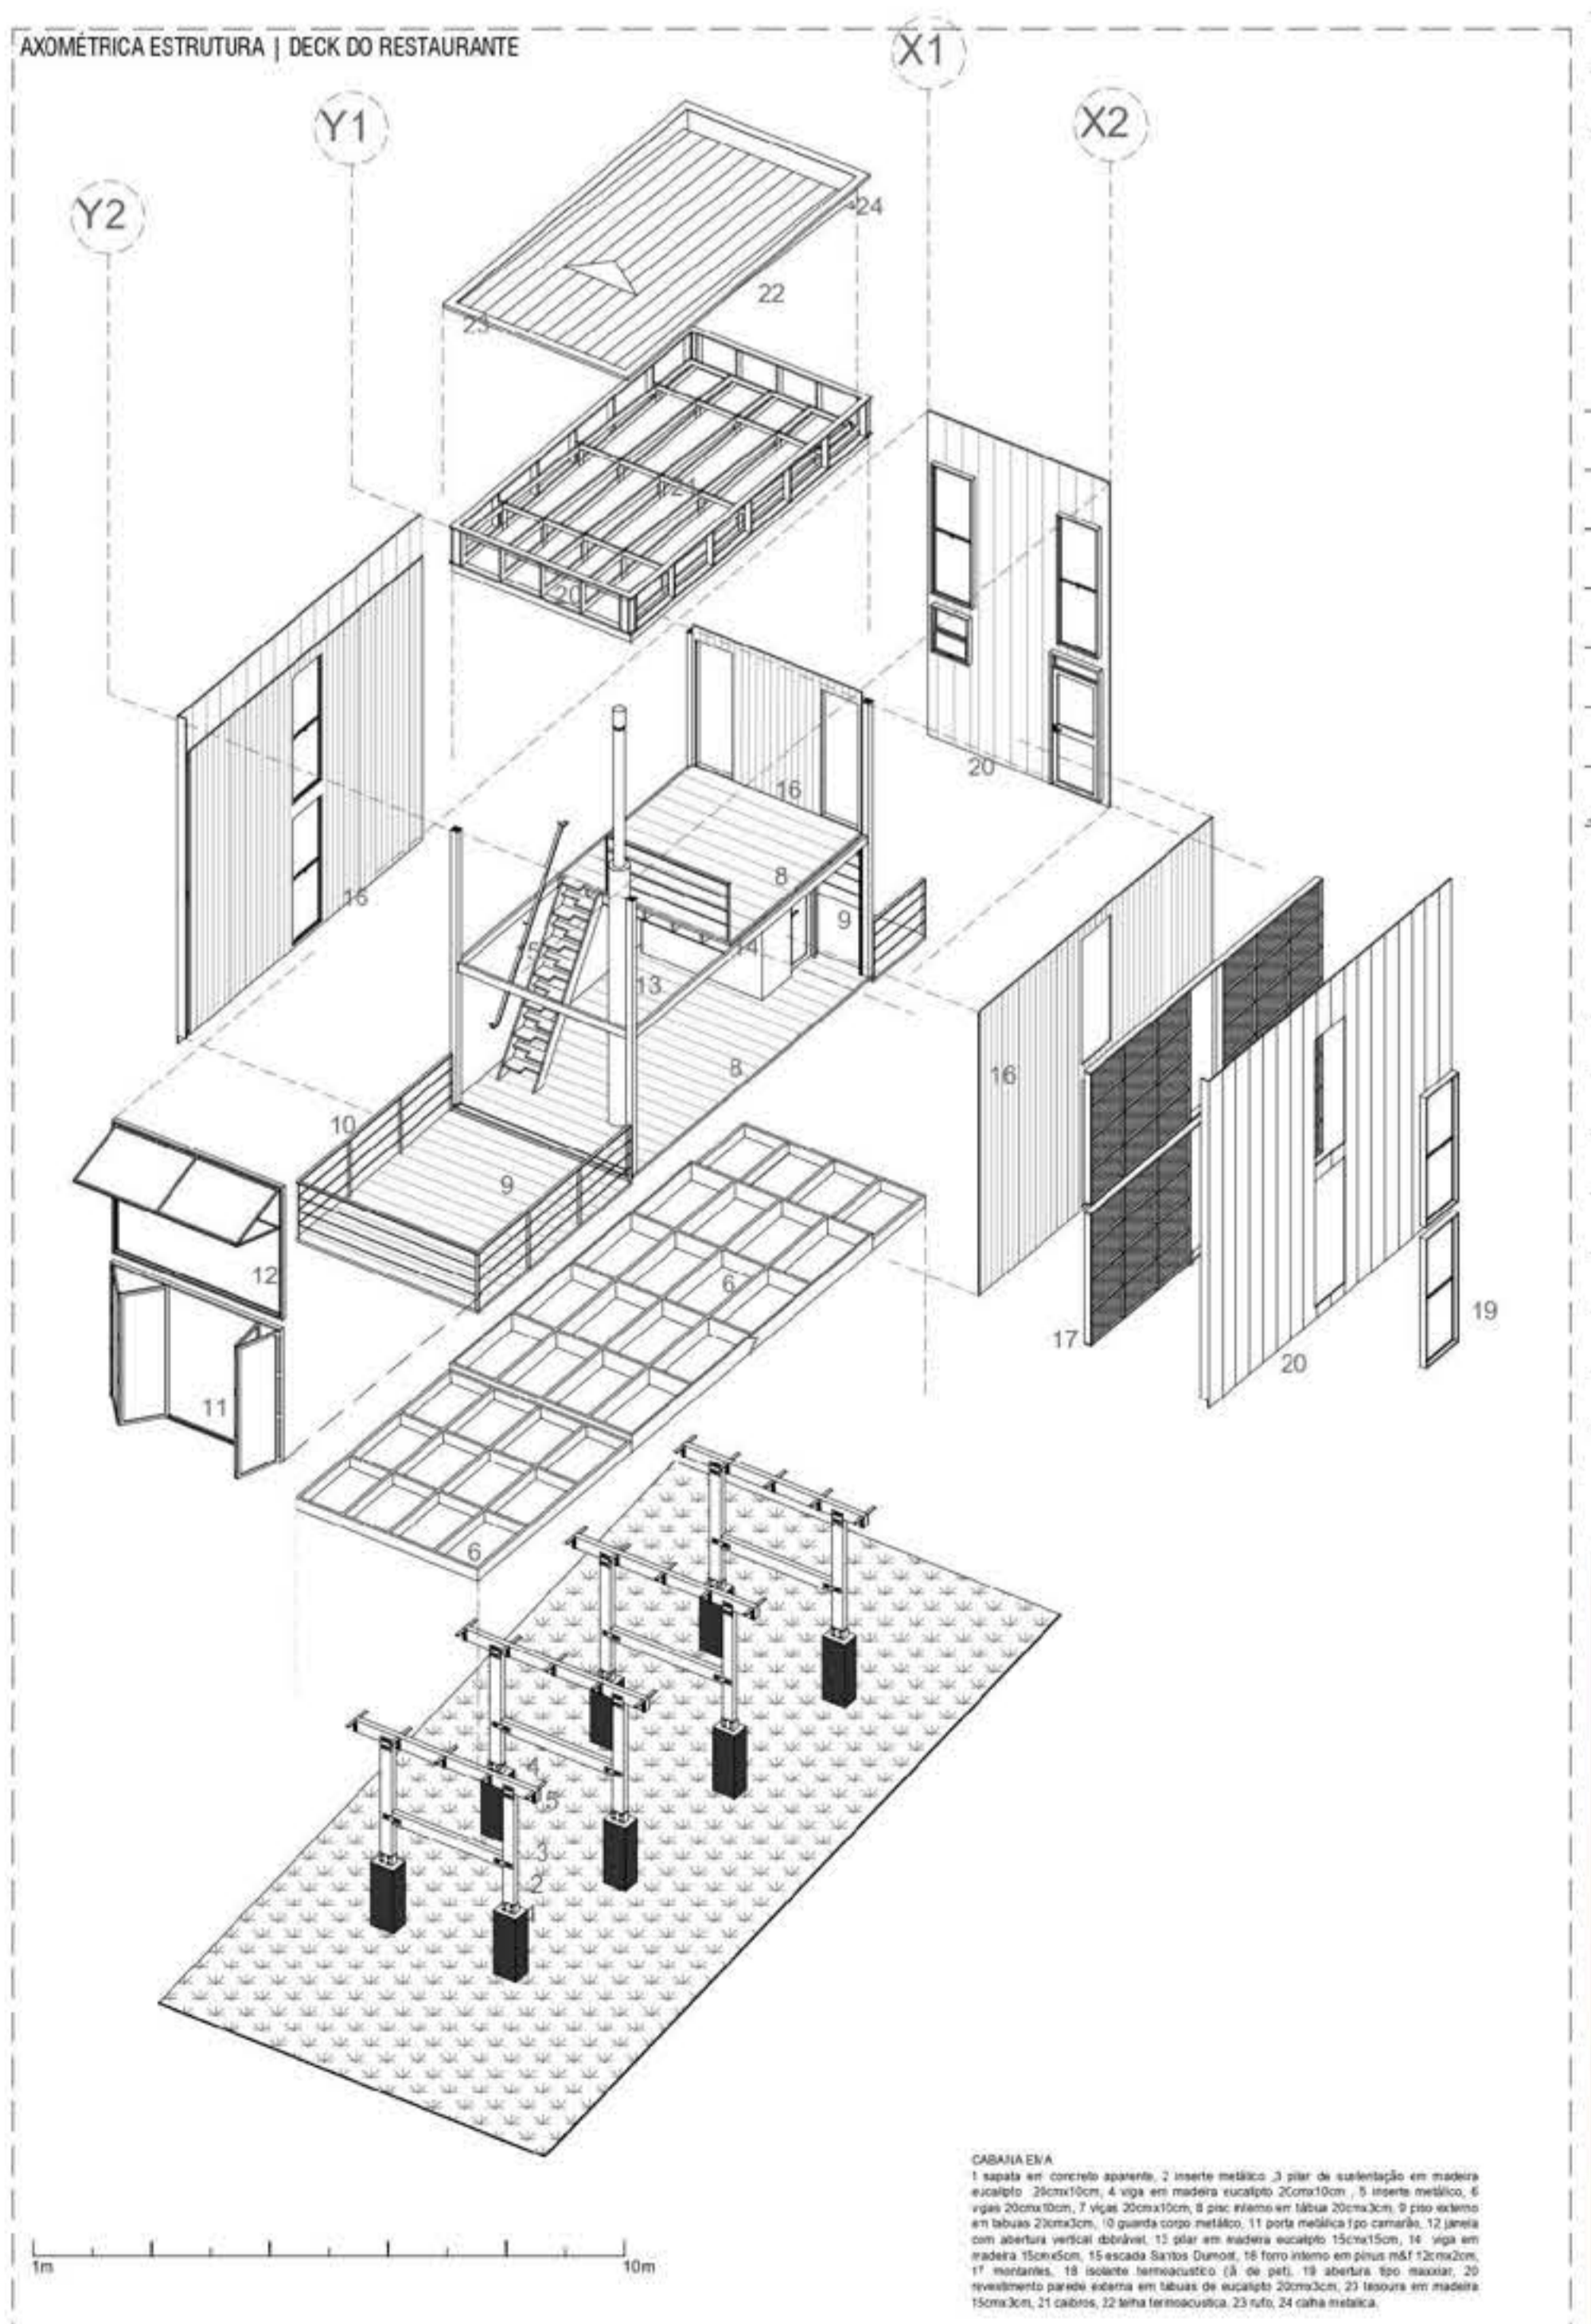 AXOMÉTRICA ESTRUTURA | DECK DO RESTAURANTE
X1
Y1
X2
Y2
24
22
23
21
20
20
16
16
8
9
14
13
8
16
10
9
12
6
17
19
20
11
6
4
5
3
2
1
1m
10m
CABANA
1 sapata em concreto aparente, 2 inserte metálico ,3 pilar de sustentação em madeira
eucalipto 20cmx10cm, 4 viga em madeira eucalipto 20cmx10cm , 5 inserte metálico, 6
vigas 20cmx10cm, 7 vigas 20cmx10cm, 8 piso interno em tábua 20cmx3cm, 9 piso externo
em tabuas 20cmx3cm, 10 guarda corpo metálico, 11 porta metálica tipo camarão, 12 janela
com abertura vertical dobrável, 13 pilar em madeira eucalipto 15cmx15cm, 14 viga em
madeira 15cmx5cm, 15 escada Santos Dumont, 16 forro interno em pinus m&f 12cmx2cm,
17 montantes, 18 isolante termoacustico (lã de pet), 19 abertura tipo maxxiar, 20
revestimento parede externa em tábuas de eucalipto 20cmx3cm, 23 tesoura em madeira
15cmx3cm, 21 caibros, 22 telha termoacustica, 23 rufo, 24 calha metalica.